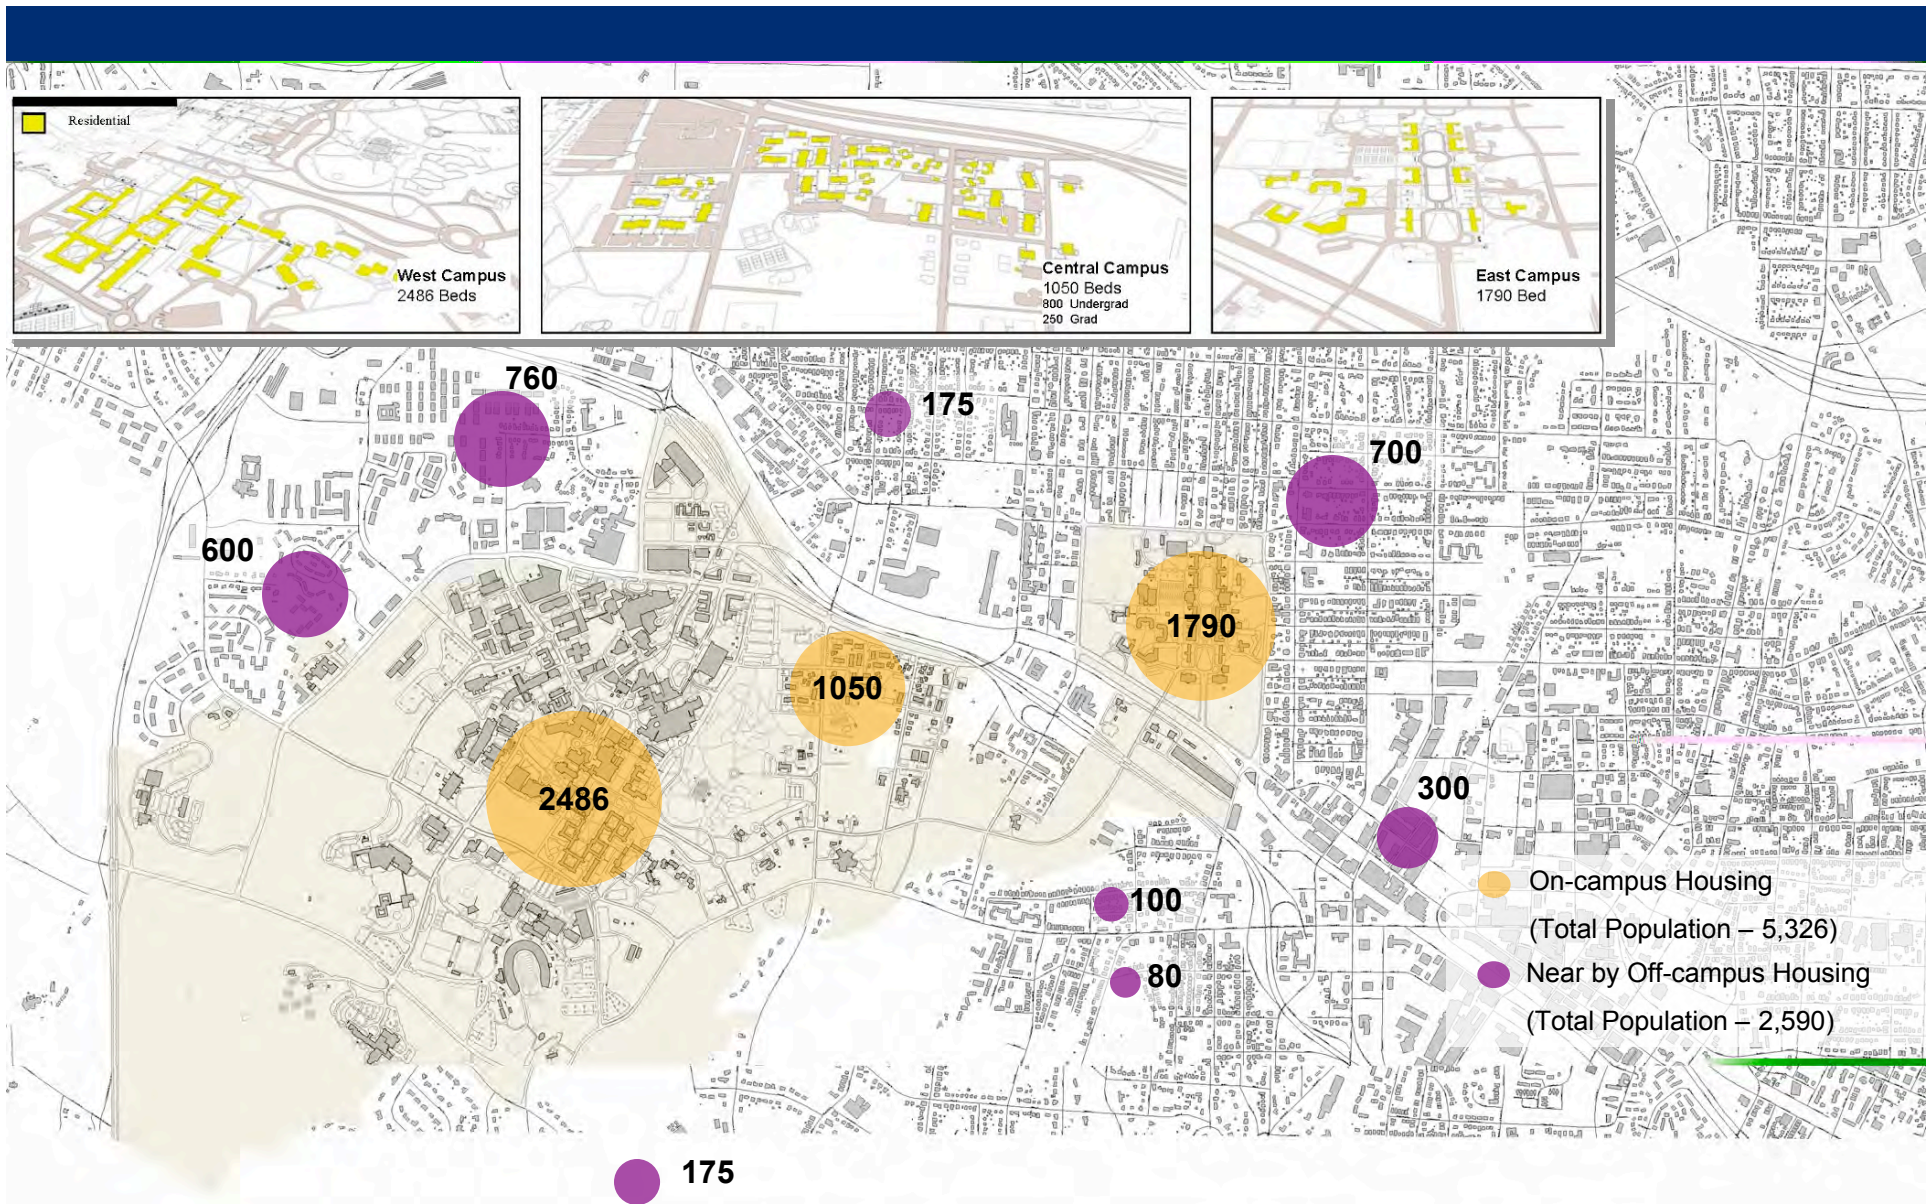 Residential
West Campus
2486 Beds
Central Campus
1050 Beds
800 Undergrad
250 Grad
East Campus
1790 Bed
760
175
700
600
1790
1050
2486
300
100
80
On-campus Housing
(Total Population – 5,326)
Near by Off-campus Housing
(Total Population – 2,590)
175